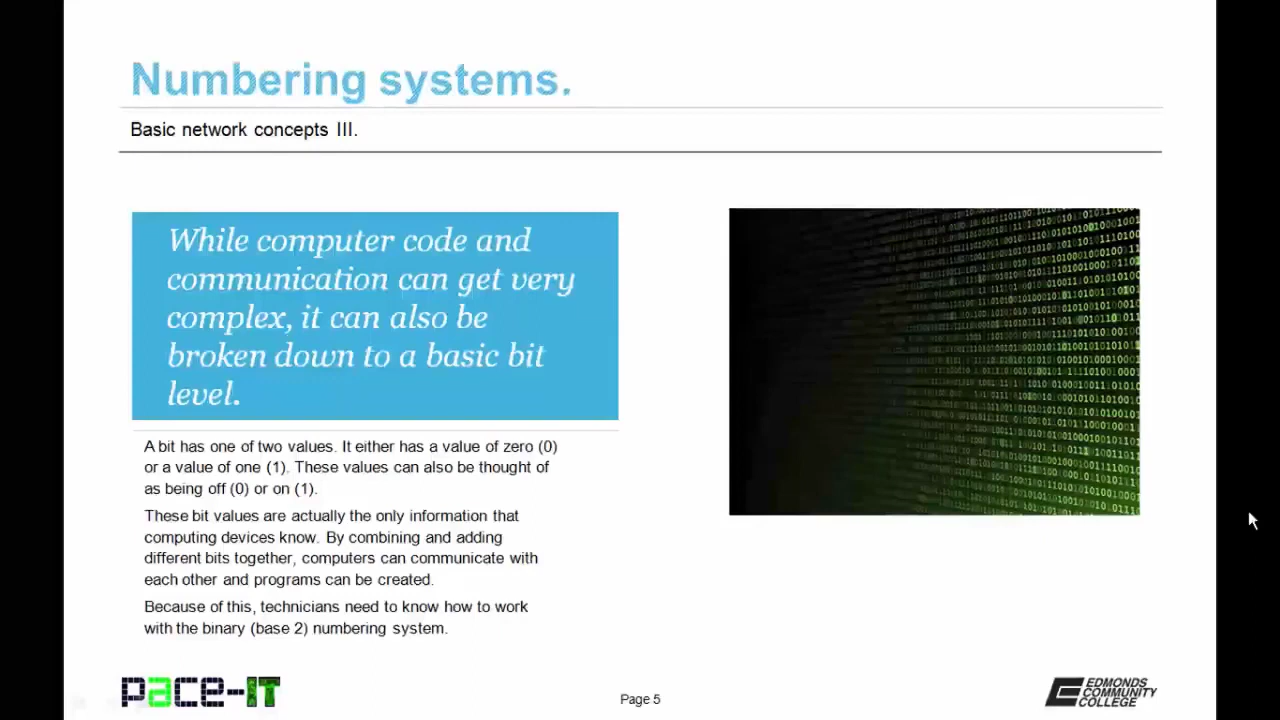 Numbering systems.
Basic network concepts III.
While computer code and
communication can get very
complex, it can also be
broken down to a basic bit
level.
A bit has one of two values. It either has a value of zero (0)
or a value of one (1). These values can also be thought of
as being off (0) or on (1).
These bit values are actually the only information that
computing devices know. By combining and adding
different bits together, computers can communicate with
each other and programs can be created.
Because of this, technicians need to know how to work
with the binary (base 2) numbering system.
pace-IT
Page 5
EDMONDS
COMMUNITY
COLLEGE